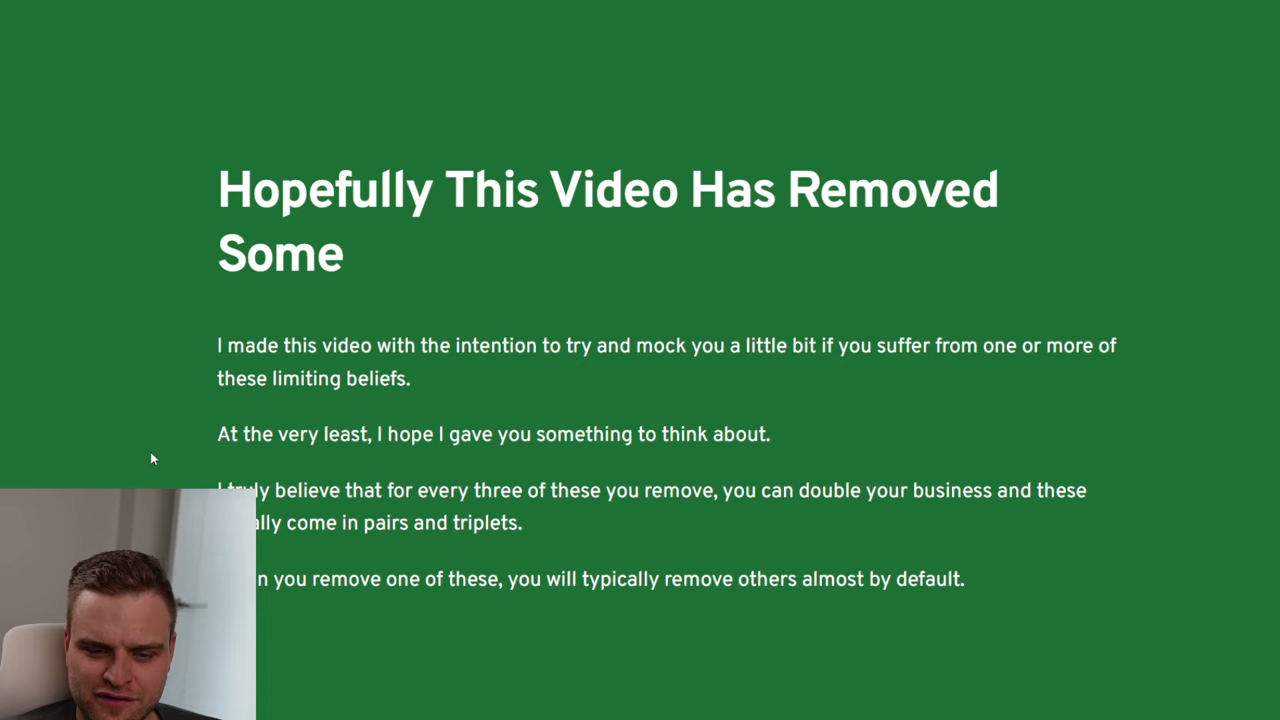 Hopefully This Video Has Removed
Some
I made this video with the intention to try and mock you a little bit if you suffer from one or more of
these limiting beliefs.
At the very least, I hope I gave you something to think about.
I truly believe that for every three of these you remove, you can double your business and these
come in pairs and triplets.
you remove one of these, you will typically remove others almost by default.